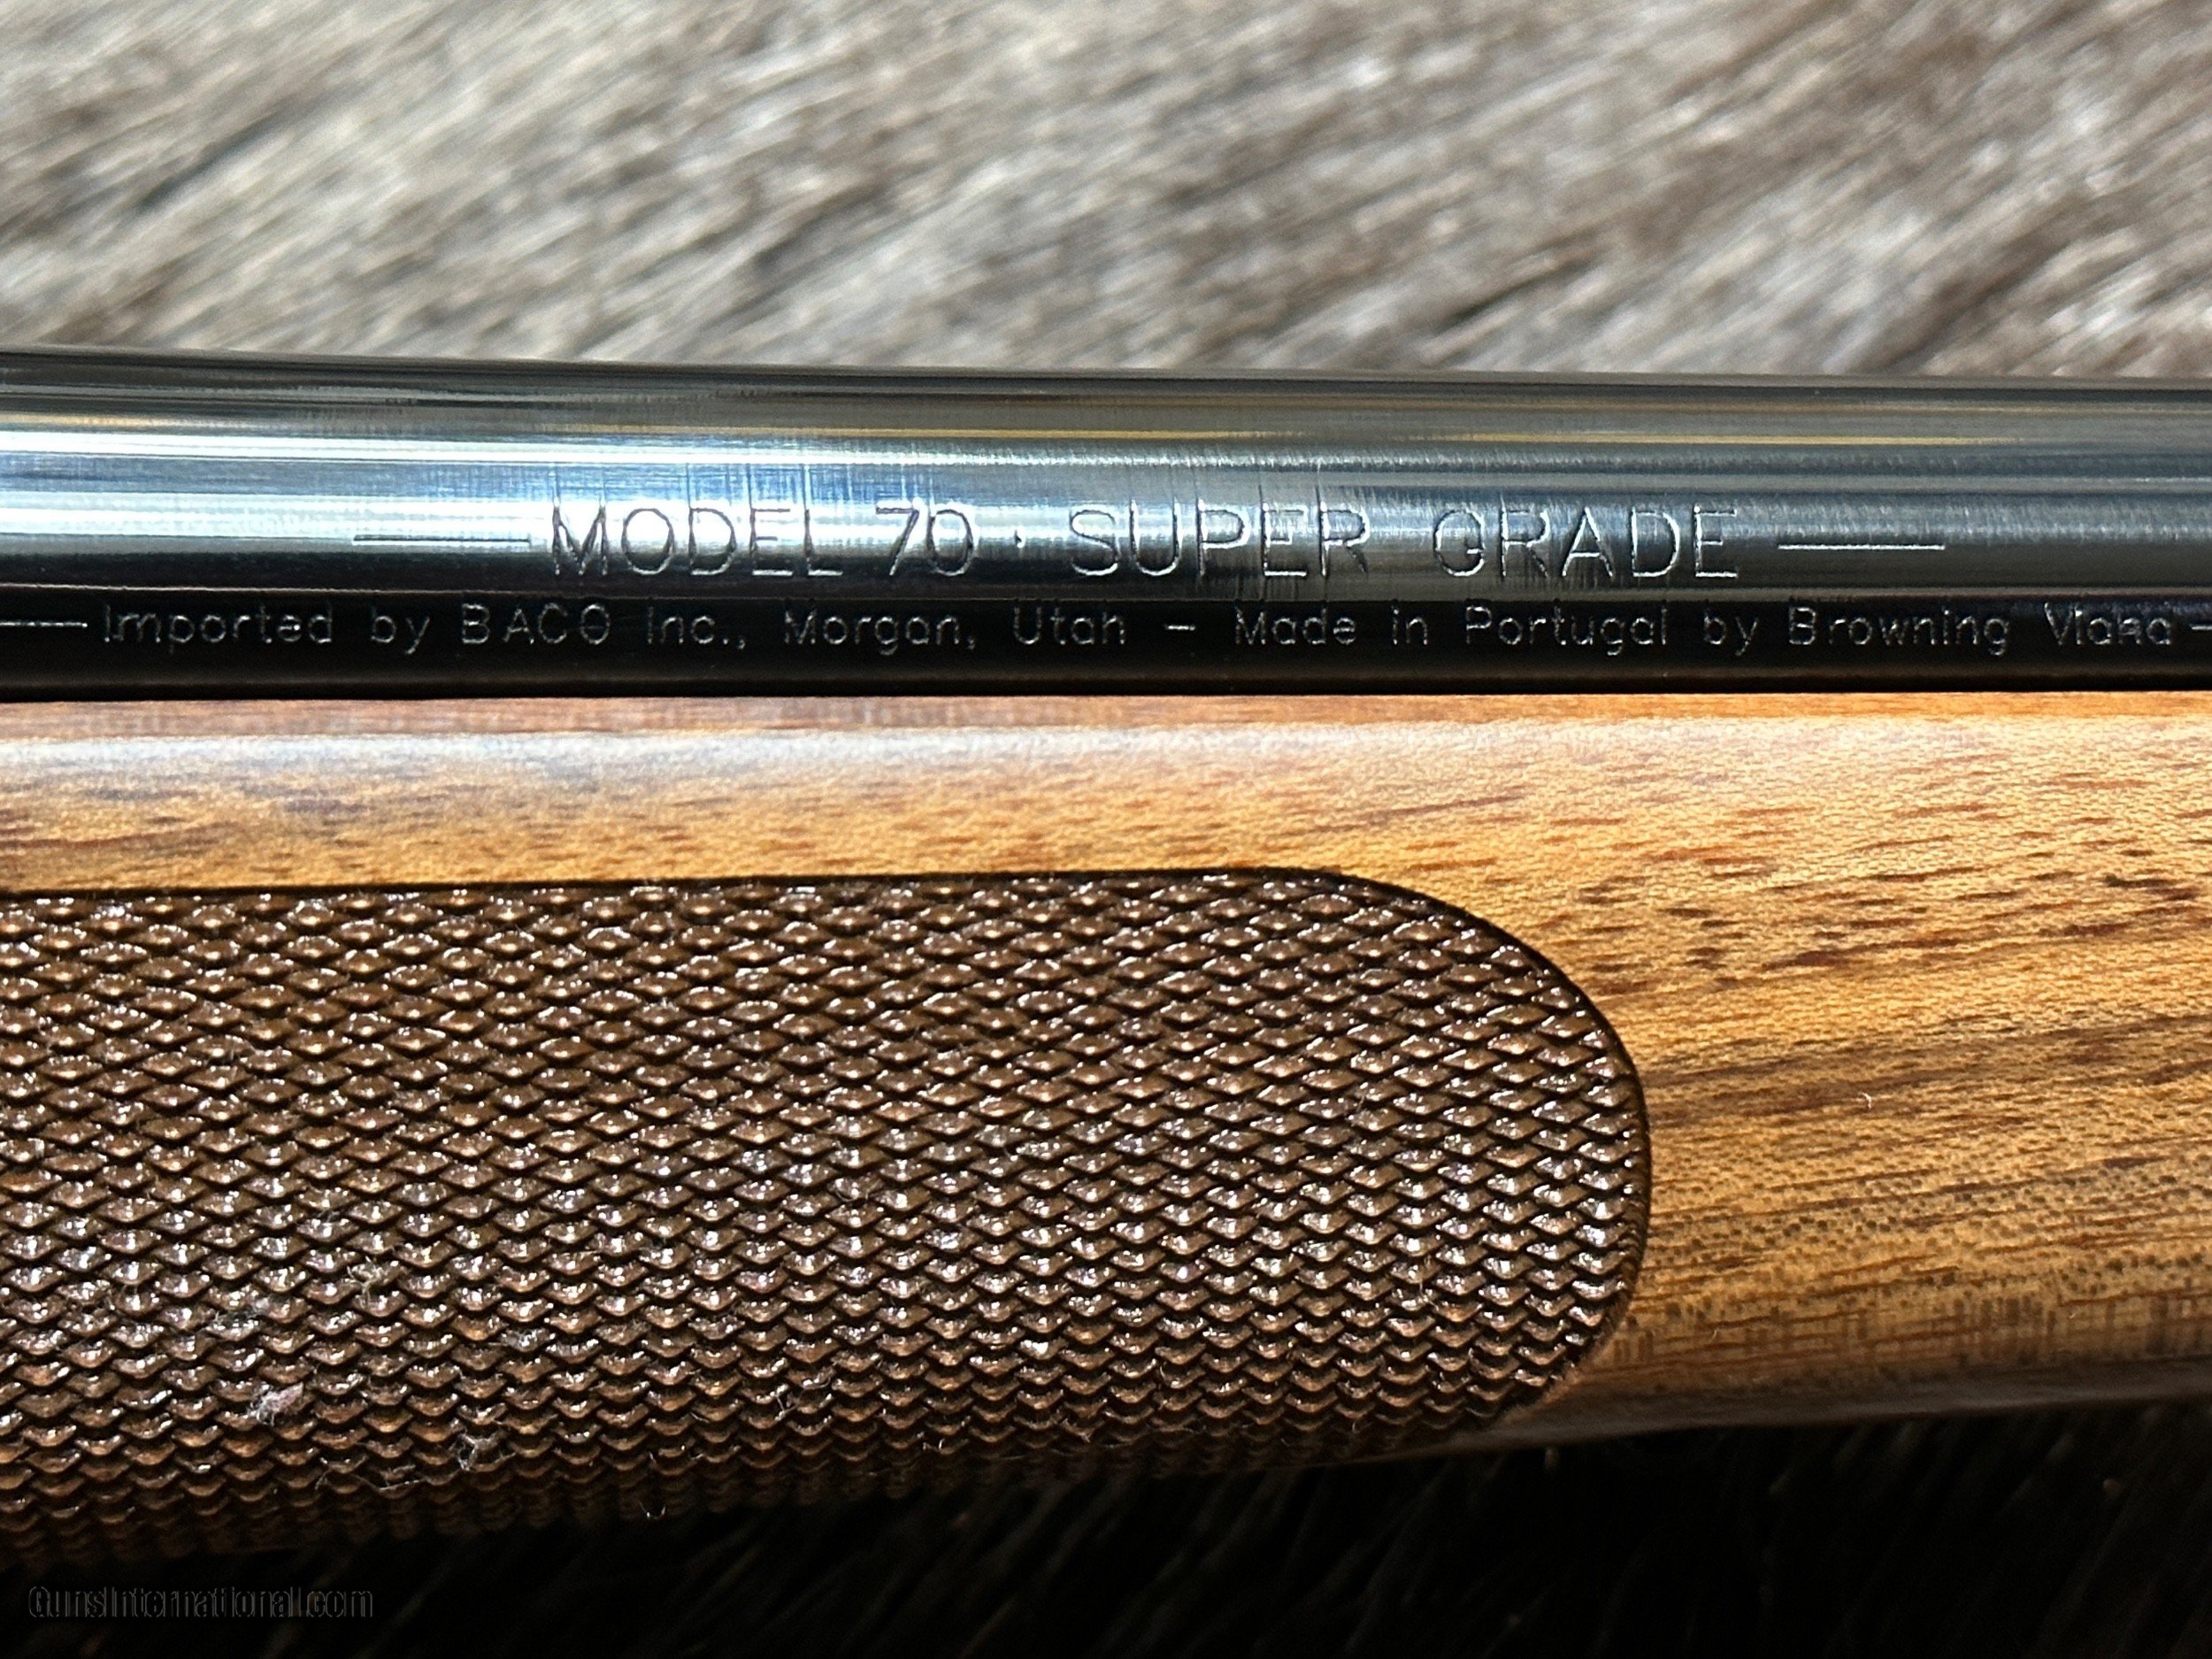 MODEL 70 · SUPER GRADE
Imported by BACO Inc., Morgan, Utah – Made in Portugal by Browning Viana
GunsInternational.com